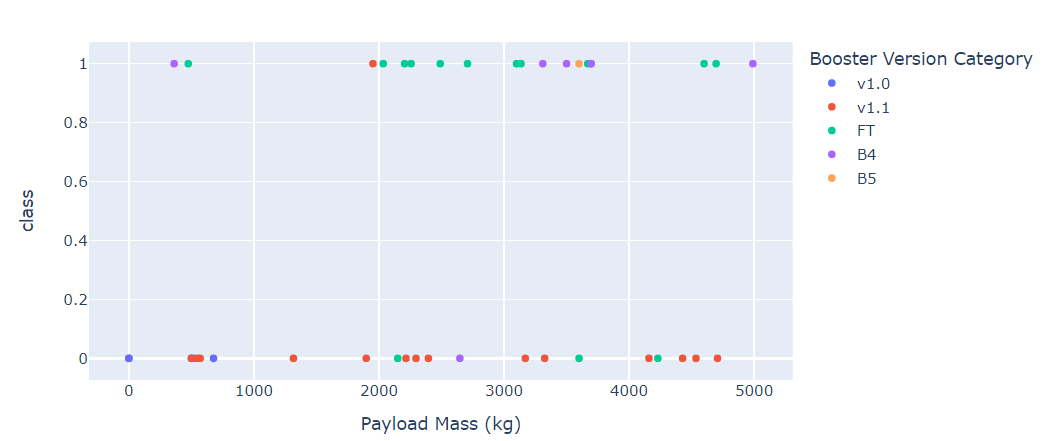 Booster Version Category
v1.0
v1.1
FT
B4
B5
class
1
0.8
0.6
0.4
0.2
0
0 1000 2000 3000 4000 5000
Payload Mass (kg)